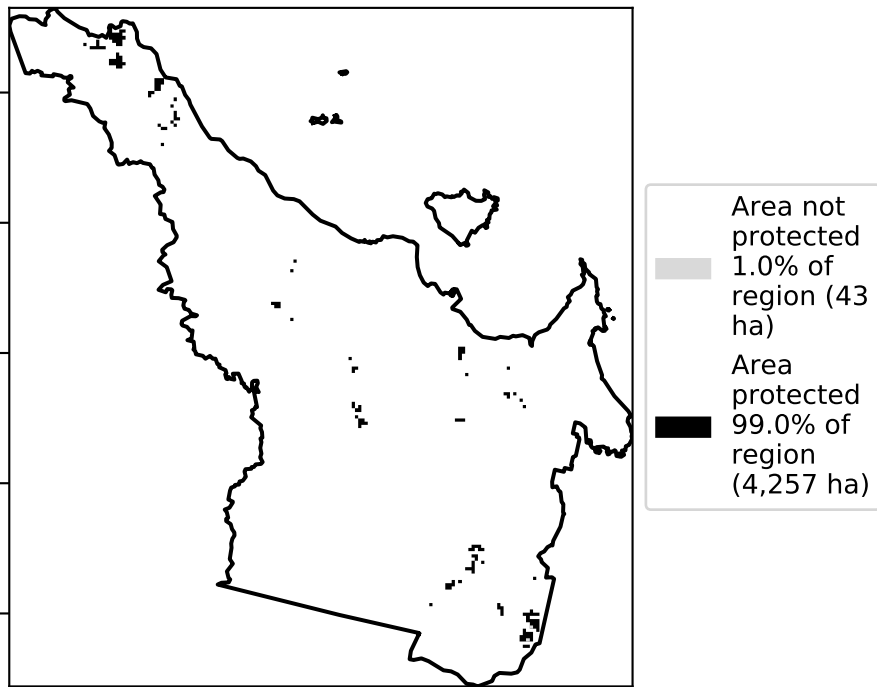 Area not
protected
1.0% of
region (43
ha)
Area
protected
99.0% of
region
(4,257 ha)